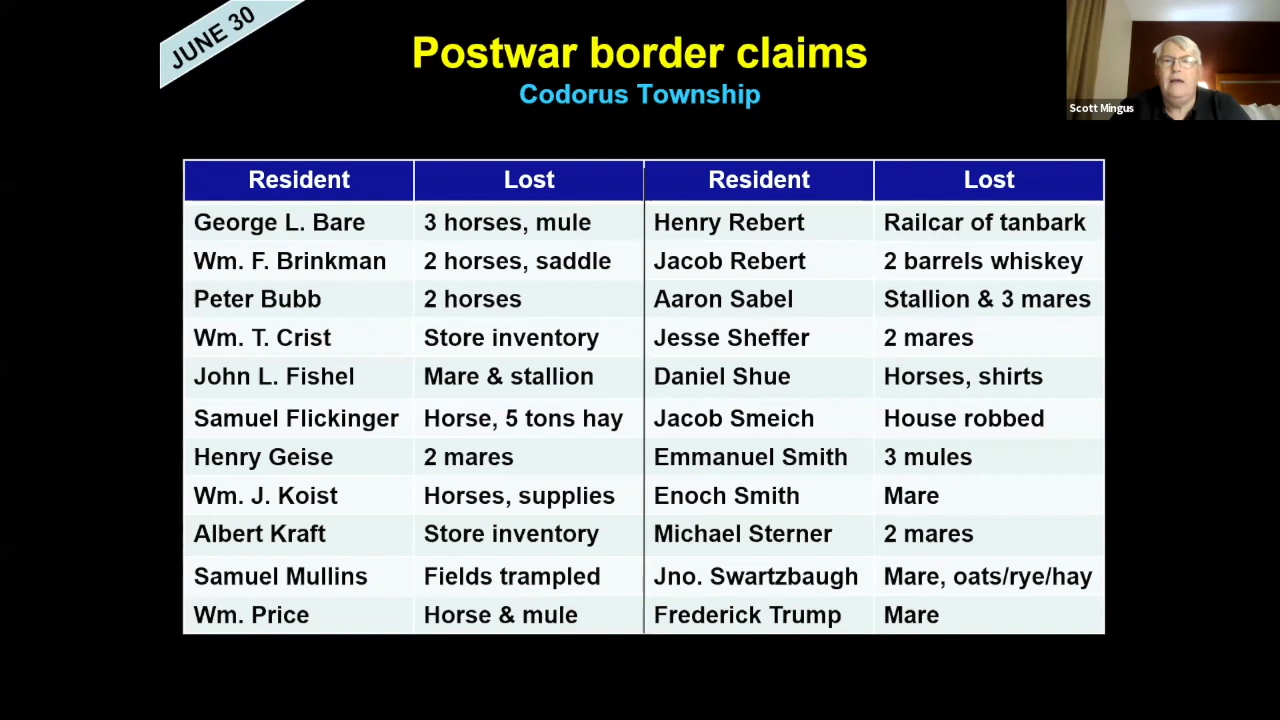 JUNE 30
Postwar border claims
Codorus Township
Scott Mingus
Resident Lost Resident Lost
George L. Bare 3 horses, mule Henry Rebert Railcar of tanbark
Wm. F. Brinkman 2 horses, saddle Jacob Rebert 2 barrels whiskey
Peter Bubb 2 horses Aaron Sabel Stallion & 3 mares
Wm. T. Crist Store inventory Jesse Sheffer 2 mares
John L. Fishel Mare & stallion Daniel Shue Horses, shirts
Samuel Flickinger Horse, 5 tons hay Jacob Smeich House robbed
Henry Geise 2 mares Emmanuel Smith 3 mules
Wm. J. Koist Horses, supplies Enoch Smith Mare
Albert Kraft Store inventory Michael Sterner 2 mares
Samuel Mullins Fields trampled Jno. Swartzbaugh Mare, oats/rye/hay
Wm. Price Horse & mule Frederick Trump Mare